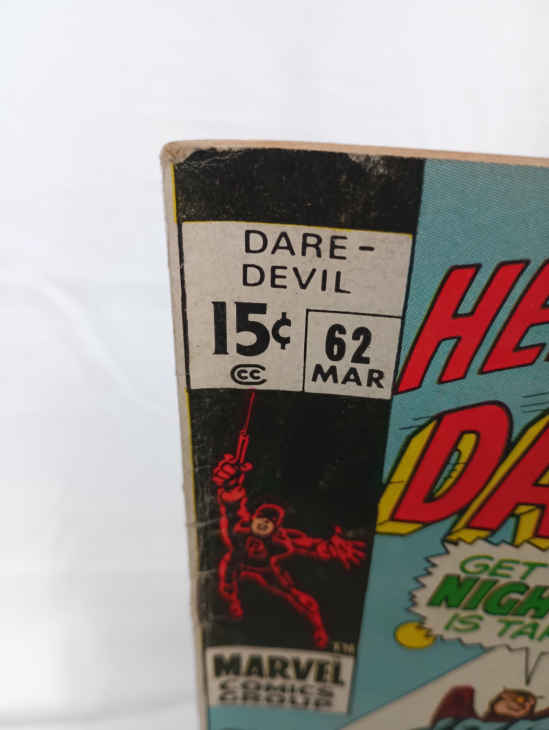 DARE-
DEVIL
15¢
62
CC
MAR
HE
DA
GET
NIGH
IS TA
TM
MARVEL
COMICS
GROUP